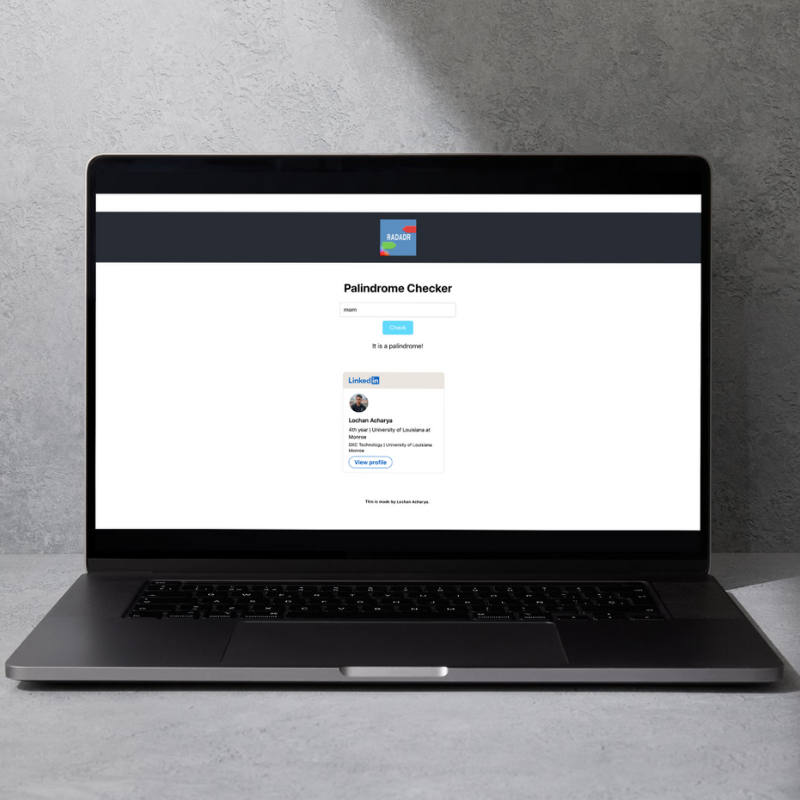 RADADR
Palindrome Checker
mom
Check
It is a palindrome!
Linkedin
Lochan Acharya
4th year | University of Louisiana at
Monroe
DXC Technology | University of Louisiana
Monroe
View profile
This is made by Lochan Acharya.